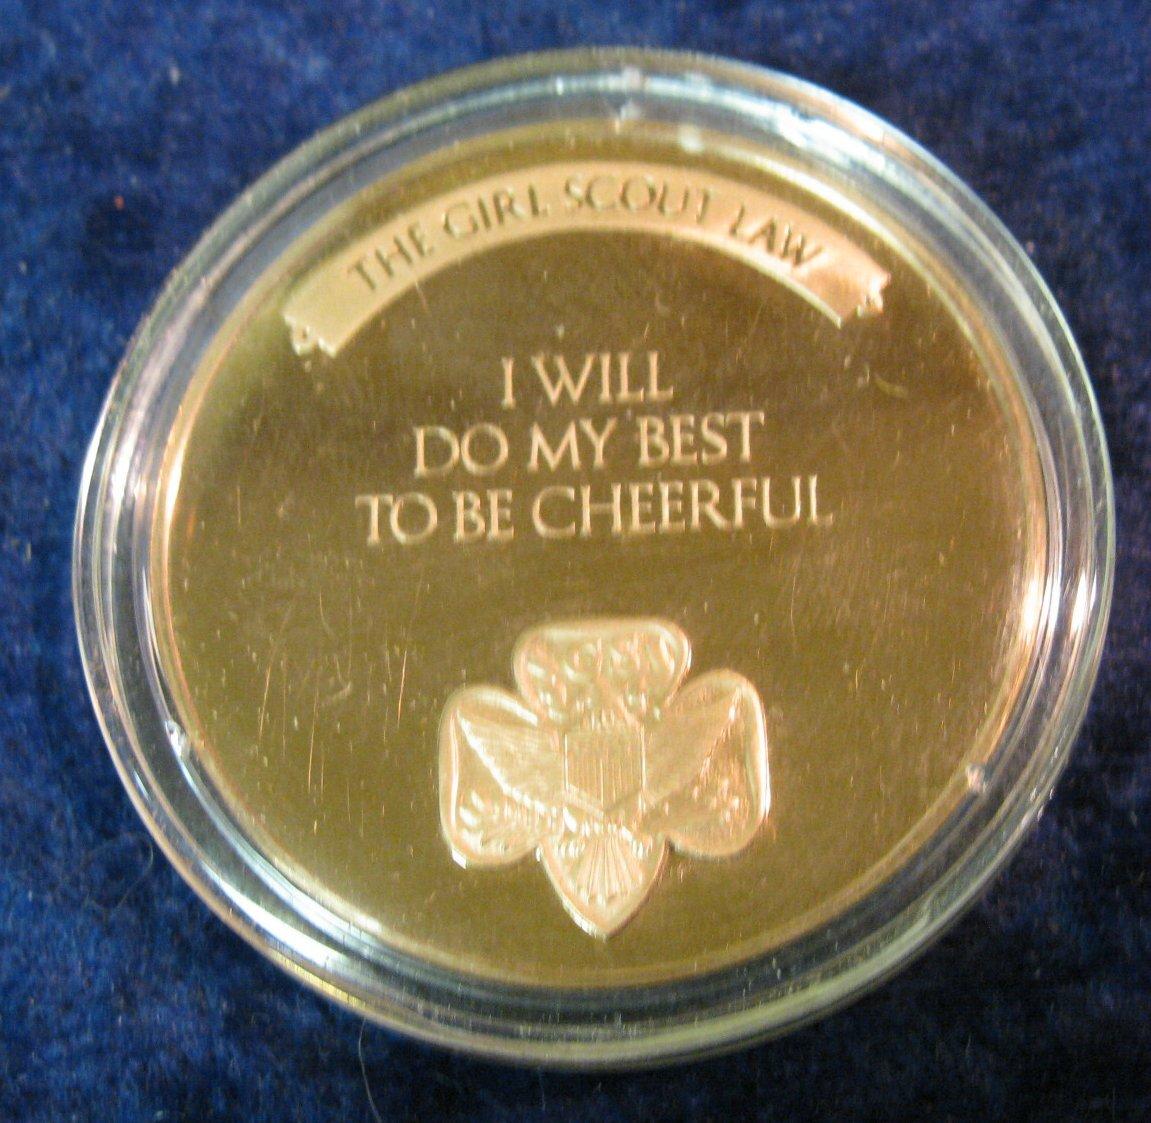 THE GIRL SCOUT LAW
I WILL
DO MY BEST
TO BE CHEERFUL